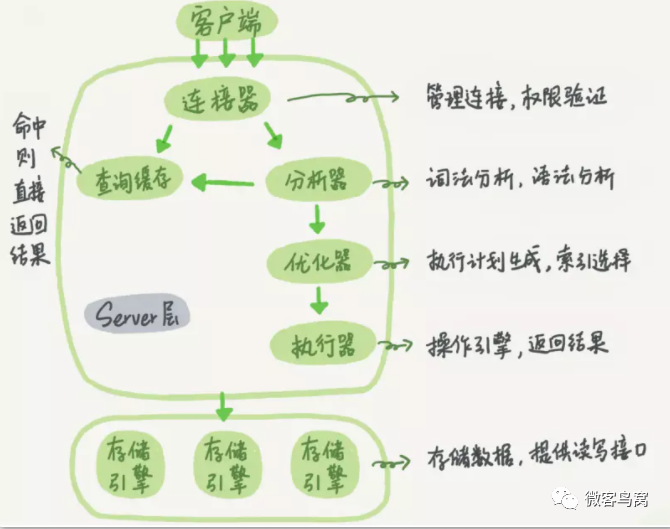 客户端
连接器
管理连接，权限验证
命中
则
直接
返回
结果
查询缓存
分析器
词法分析，语法分析
优化器
执行计划生成，索引选择
Server层
执行器
操作引擎，返回结果
存储
引擎
存储
引擎
存储
引擎
存储数据，提供读写接口
微客鸟窝